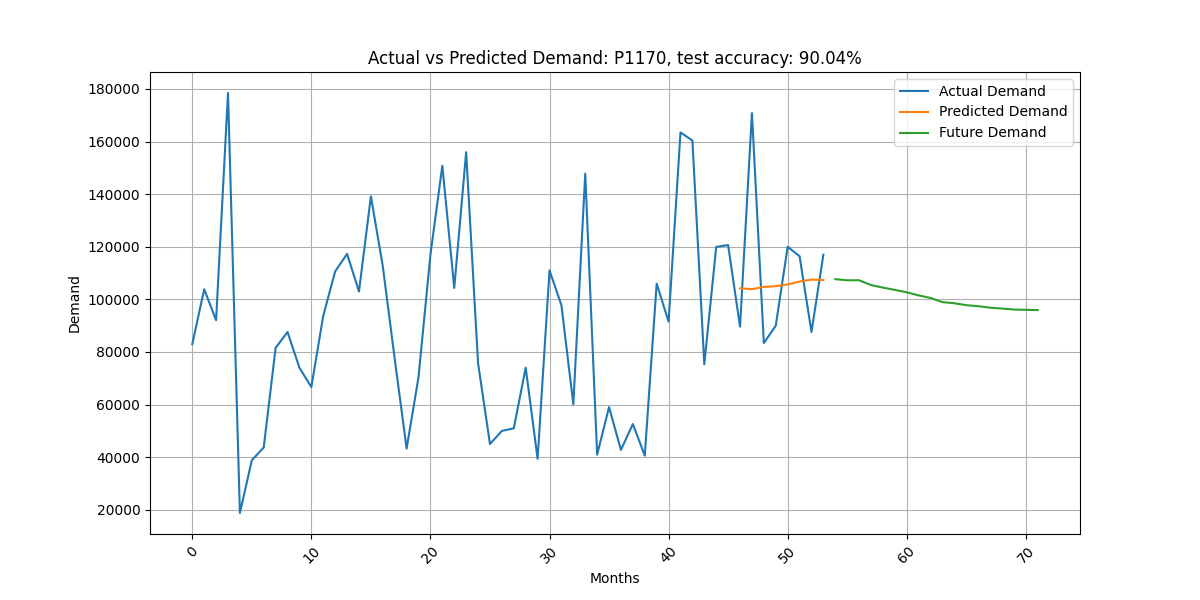 Actual vs Predicted Demand: P1170, test accuracy: 90.04%
Actual Demand
Predicted Demand
Future Demand
180000
160000
140000
120000
100000
80000
60000
40000
20000
Demand
0
10
20
30
40
50
60
70
Months